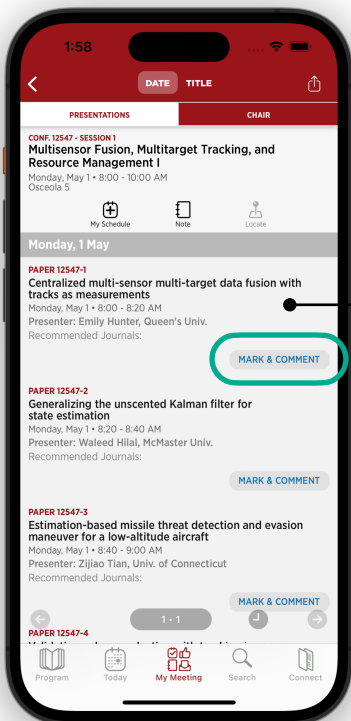 1:58
DATE TITLE
PRESENTATIONS CHAIR
CONF. 12547 - SESSION 1
Multisensor Fusion, Multitarget Tracking, and
Resource Management I
Monday, May 1 • 8:00 - 10:00 AM
Osceola 5
My Schedule Note Locate
Monday, 1 May
PAPER 12547-1
Centralized multi-sensor multi-target data fusion with
tracks as measurements
Monday, May 1 • 8:00 - 8:20 AM
Presenter: Emily Hunter, Queen's Univ.
Recommended Journals:
MARK & COMMENT
PAPER 12547-2
Generalizing the unscented Kalman filter for
state estimation
Monday, May 1 • 8:20 - 8:40 AM
Presenter: Waleed Hilal, McMaster Univ.
Recommended Journals:
MARK & COMMENT
PAPER 12547-3
Estimation-based missile threat detection and evasion
maneuver for a low-altitude aircraft
Monday, May 1 • 8:40 - 9:00 AM
Presenter: Zijiao Tian, Univ. of Connecticut
Recommended Journals:
MARK & COMMENT
1 • 1
PAPER 12547-4
Program Today My Meeting Search Connect